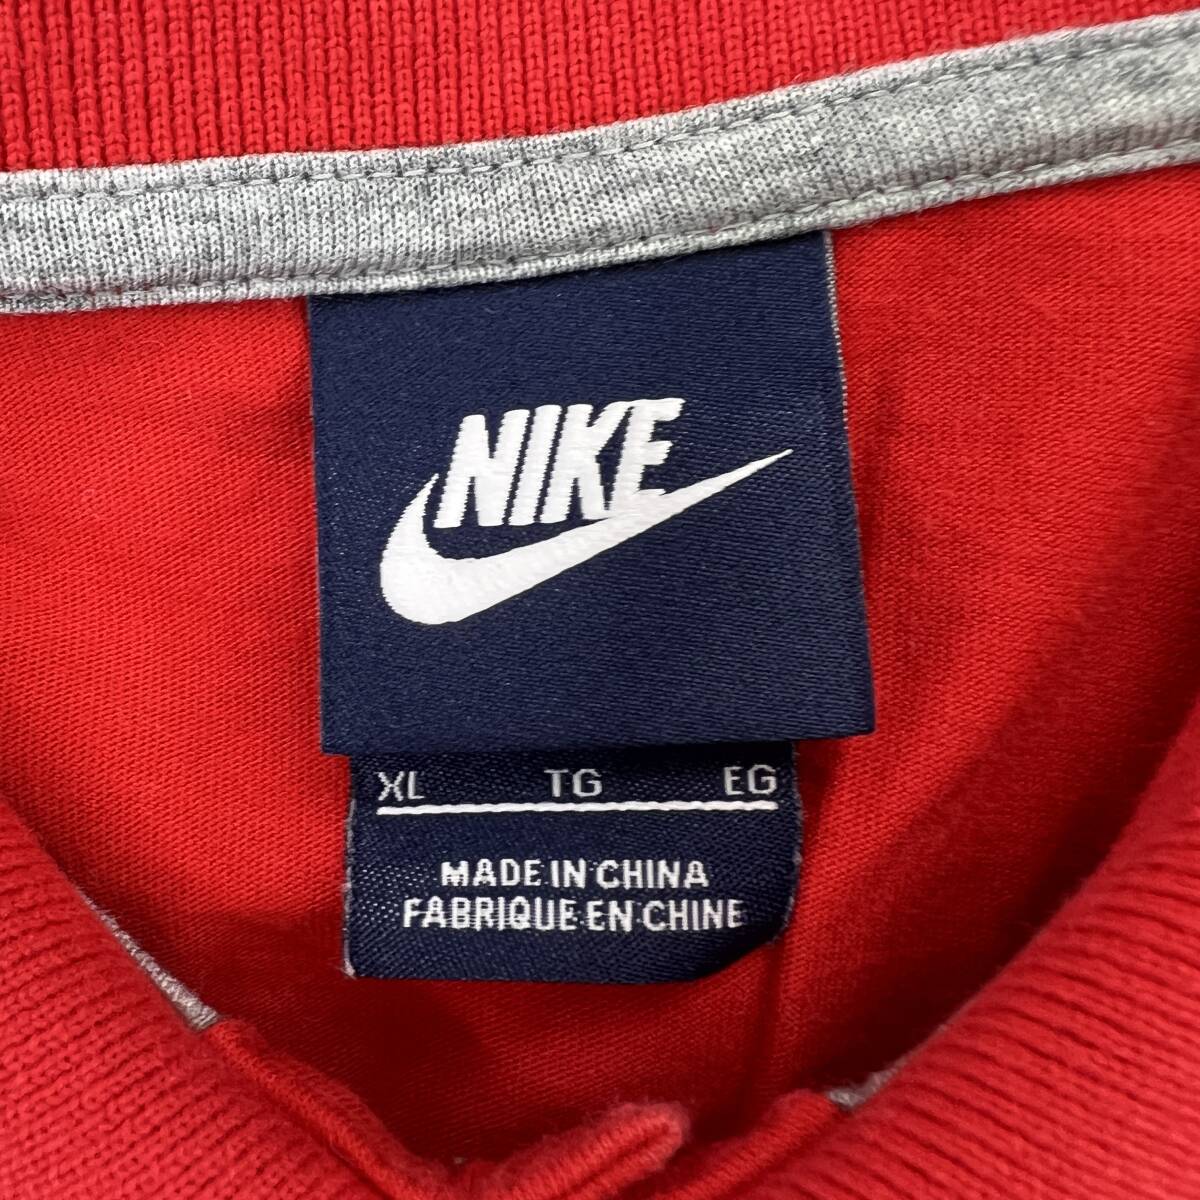 NIKE
XL TG EG
MADE IN CHINA
FABRIQUE EN CHINE